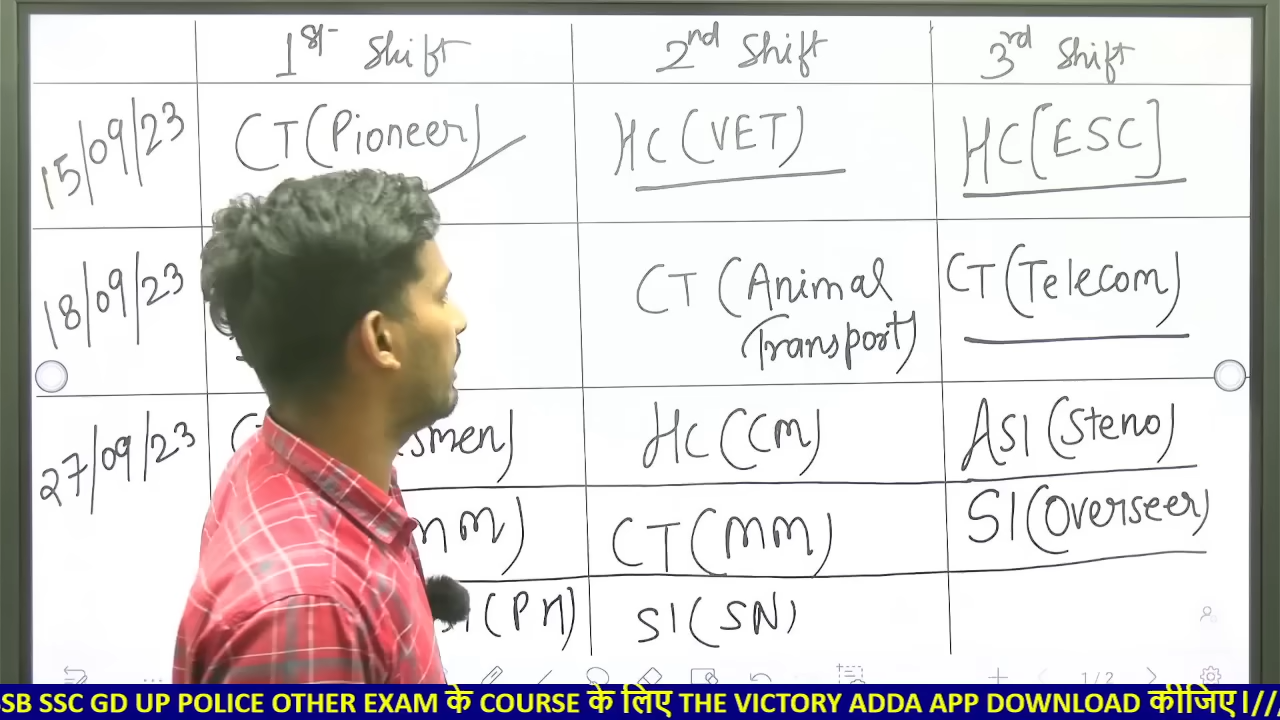 1st Shift 2nd Shift 3rd Shift
15/09/23 CT (Pioneer) HC (VET) HC [ESC]
18/09/23 CT (Animal Transport) CT (Telecom)
27/09/23 smen) HC (CM) ASI (Steno)
MM) CT (MM) SI (Overseer)
SI (SN)
1/2
SB SSC GD UP POLICE OTHER EXAM के COURSE के लिए THE VICTORY ADDA APP DOWNLOAD कीजिए।//